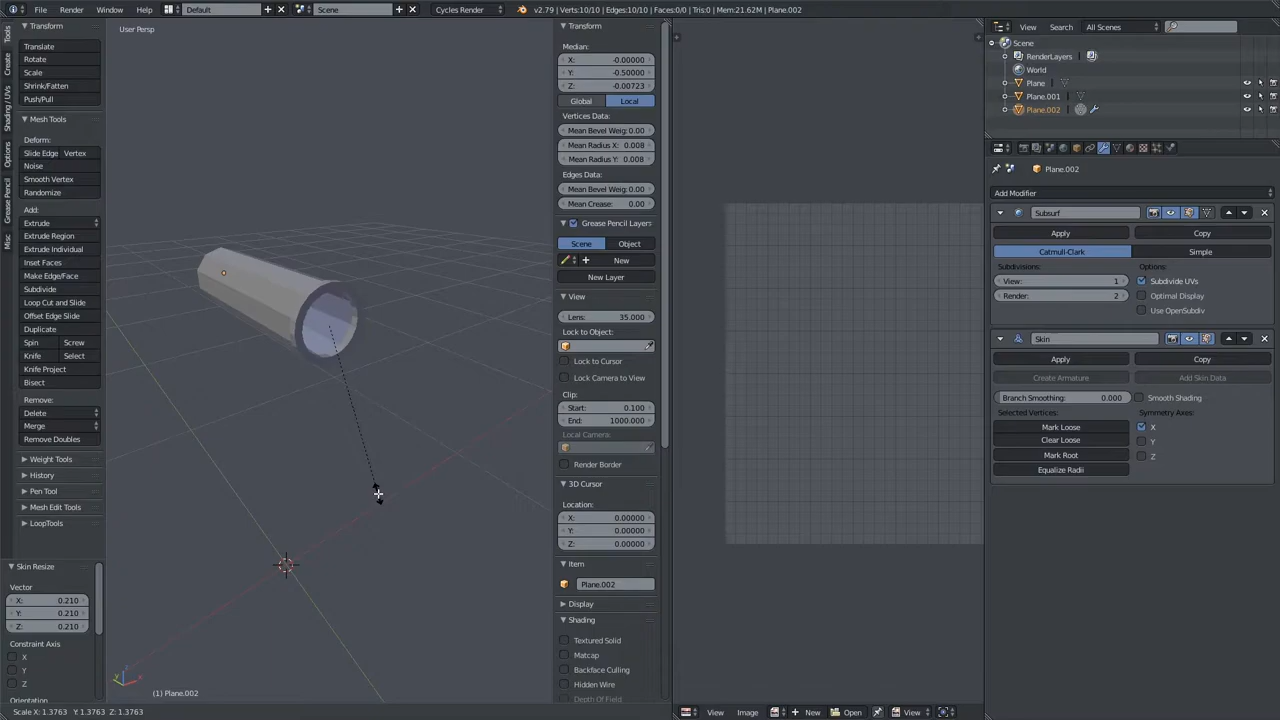 File Render Window Help Default Scene Cycles Render v2.79 | Verts:10/10 | Edges:10/10 | Faces:0/0 | Tris:0 | Mem:21.62M | Plane.002
Tools
Create
Shading / UVs
Options
Grease Pencil
Misc
Transform
Translate
Rotate
Scale
Shrink/Fatten
Push/Pull
Mesh Tools
Deform:
Slide Edge Vertex
Noise
Smooth Vertex
Randomize
Add:
Extrude
Extrude Region
Extrude Individual
Inset Faces
Make Edge/Face
Subdivide
Loop Cut and Slide
Offset Edge Slide
Duplicate
Spin Screw
Knife Select
Knife Project
Bisect
Remove:
Delete
Merge
Remove Doubles
Weight Tools
History
Pen Tool
Mesh Edit Tools
LoopTools
Skin Resize
Vector
X: 0.210
Y: 0.210
Z: 0.210
Constraint Axis
X
Y
Z
Orientation
User Persp
(1) Plane.002
Scale X: 1.3763 Y: 1.3763 Z: 1.3763
Transform
Median:
X: -0.00000
Y: -0.50000
Z: -0.00723
Global Local
Vertices Data:
Mean Bevel Weig: 0.00
Mean Radius X: 0.008
Mean Radius Y: 0.008
Edges Data:
Mean Bevel Weig: 0.00
Mean Crease: 0.00
Grease Pencil Layers
Scene Object
New
New Layer
View
Lens: 35.000
Lock to Object:
Lock to Cursor
Lock Camera to View
Clip:
Start: 0.100
End: 1000.000
Local Camera:
Render Border
3D Cursor
Location:
X: 0.00000
Y: 0.00000
Z: 0.00000
Item
Plane.002
Display
Shading
Textured Solid
Matcap
Backface Culling
Hidden Wire
Depth Of Field
View Image New Open View
View Search All Scenes
Scene
RenderLayers
World
Plane
Plane.001
Plane.002
Plane.002
Add Modifier
Subsurf
Apply Copy
Catmull-Clark Simple
Subdivisions: Options:
View: 1 Subdivide UVs
Render: 2 Optimal Display
Use OpenSubdiv
Skin
Apply Copy
Create Armature Add Skin Data
Branch Smoothing: 0.000 Smooth Shading
Selected Vertices: Symmetry Axes:
Mark Loose X
Clear Loose Y
Mark Root Z
Equalize Radii